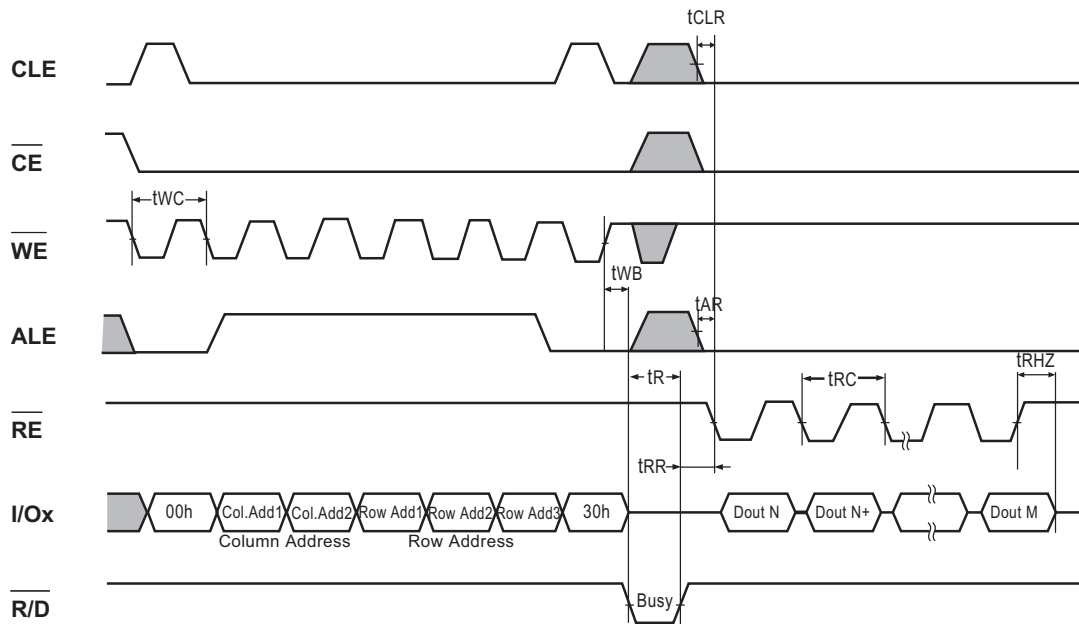 tCLR
CLE
CE
tWC
WE
tWB
tAR
ALE
tR
tRC
tRHZ
RE
tRR
I/Ox
00h
Col.Add1
Col.Add2
Row Add1
Row Add2
Row Add3
30h
Dout N
Dout N+
Dout M
Column Address
Row Address
R/D
Busy